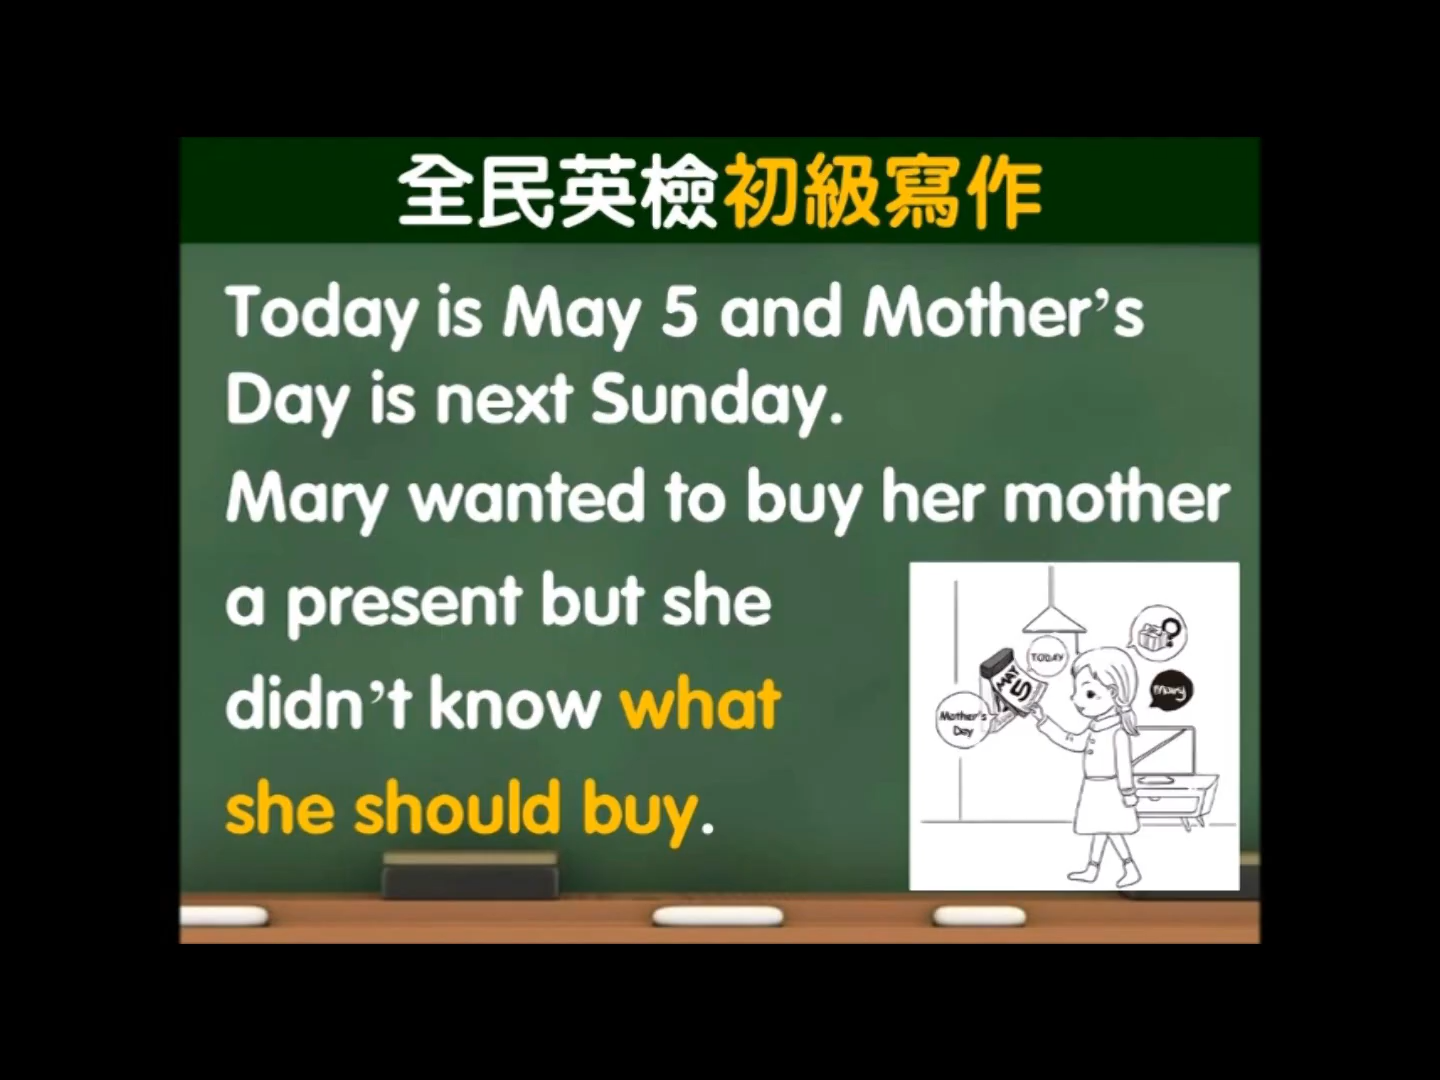 全民英檢初級寫作
Today is May 5 and Mother's
Day is next Sunday.
Mary wanted to buy her mother
a present but she
didn't know what
she should buy.
TODAY
MAY
5
Mother's
Day
Mary